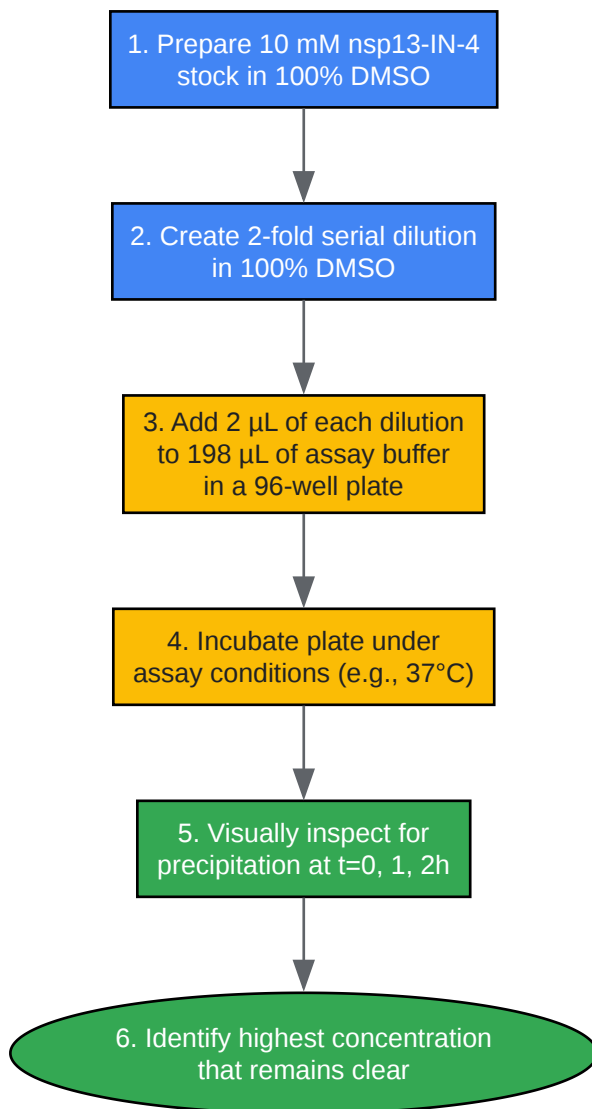 1. Prepare 10 mM nsp13-IN-4
stock in 100% DMSO
2. Create 2-fold serial dilution
in 100% DMSO
3. Add 2 µL of each dilution
to 198 µL of assay buffer
in a 96-well plate
4. Incubate plate under
assay conditions (e.g., 37°C)
5. Visually inspect for
precipitation at t=0, 1, 2h
6. Identify highest concentration
that remains clear